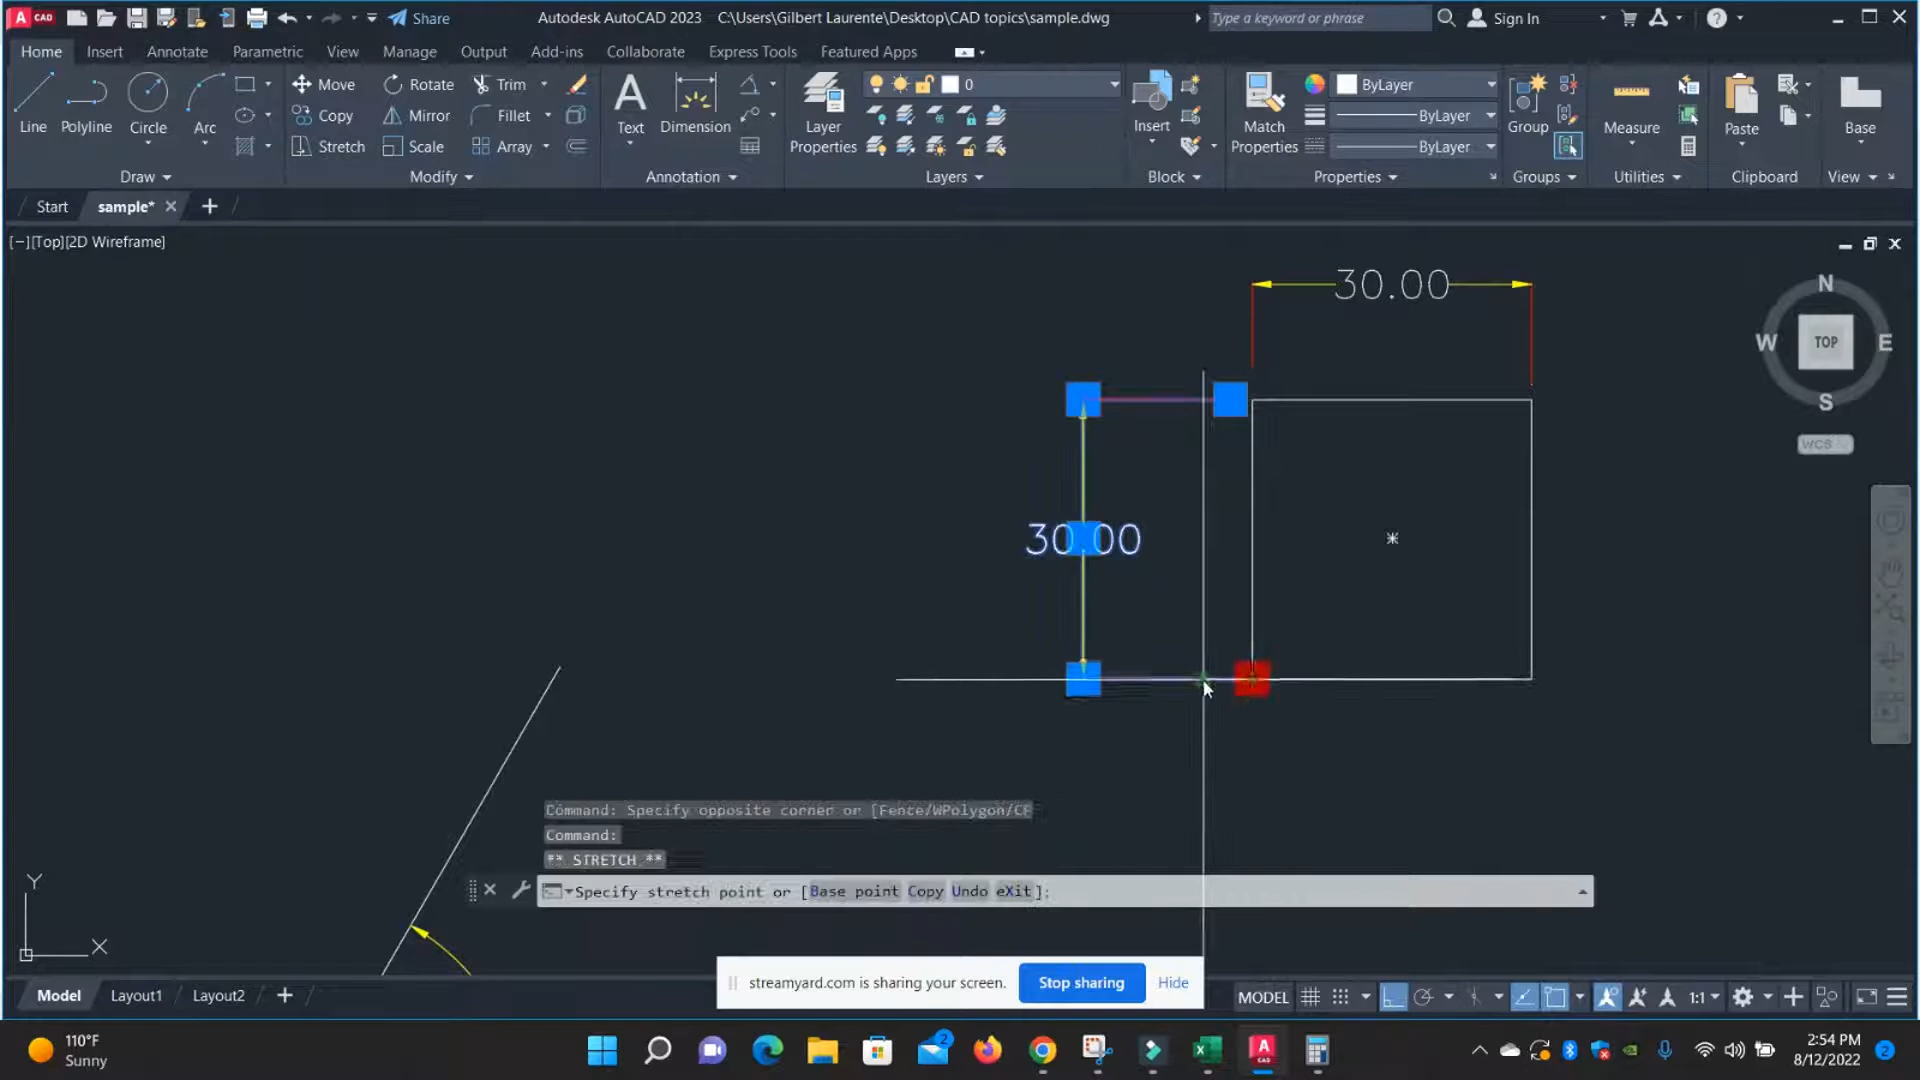 A CAD Share Autodesk AutoCAD 2023 C:\Users\Gilbert Laurente\Desktop\CAD topics\sample.dwg Type a keyword or phrase Sign In
Home Insert Annotate Parametric View Manage Output Add-ins Collaborate Express Tools Featured Apps
Move Rotate Trim 0 ByLayer
Copy Mirror Fillet ByLayer
Line Polyline Circle Arc Text Dimension Layer Properties Insert Match Properties Group Measure Paste Base
Stretch Scale Array ByLayer
Draw Modify Annotation Layers Block Properties Groups Utilities Clipboard View
Start sample* +
[−][Top][2D Wireframe]
30.00
N
W TOP E
S
WCS
30.00
Command: Specify opposite corner or [Fence/WPolygon/CP
Command:
** STRETCH **
Specify stretch point or [Base point Copy Undo eXit]:
Y
X
streamyard.com is sharing your screen. Stop sharing Hide
Model Layout1 Layout2 + MODEL 1:1
110°F
Sunny
2
A
CAD
2:54 PM
8/12/2022
2